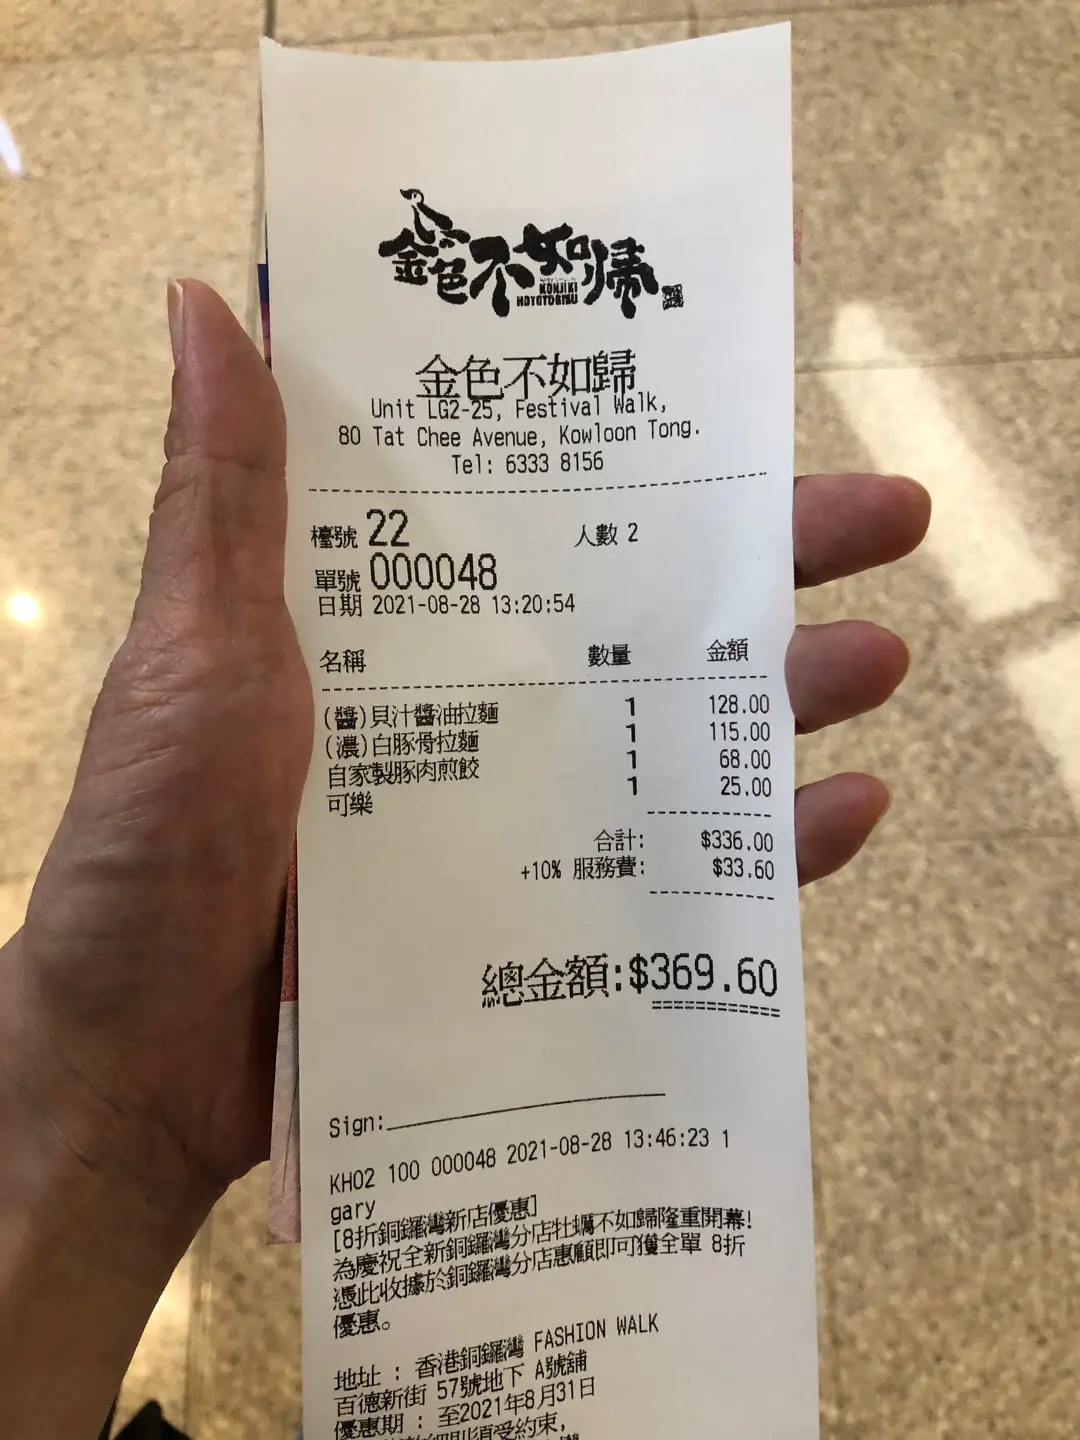 金色不如帰
KONJIKI
HOTOTOGISU
金色不如歸
Unit LG2-25, Festival Walk,
80 Tat Chee Avenue, Kowloon Tong.
Tel: 6333 8156
檯號 22 人數 2
單號 000048
日期 2021-08-28 13:20:54
名稱 數量 金額
(醬)貝汁醬油拉麵 1 128.00
(濃)白豚骨拉麵 1 115.00
自家製豚肉煎餃 1 68.00
可樂 1 25.00
合計: $336.00
+10% 服務費: $33.60
總金額:$369.60
Sign:
KH02 100 000048 2021-08-28 13:46:23 1
gary
[8折銅鑼灣新店優惠]
為慶祝全新銅鑼灣分店牡蠣不如歸隆重開幕!
憑此收據於銅鑼灣分店惠顧即可獲全單 8折
優惠。
地址 : 香港銅鑼灣 FASHION WALK
百德新街 57號地下 A號舖
優惠期 : 至2021年8月31日
須受約束,